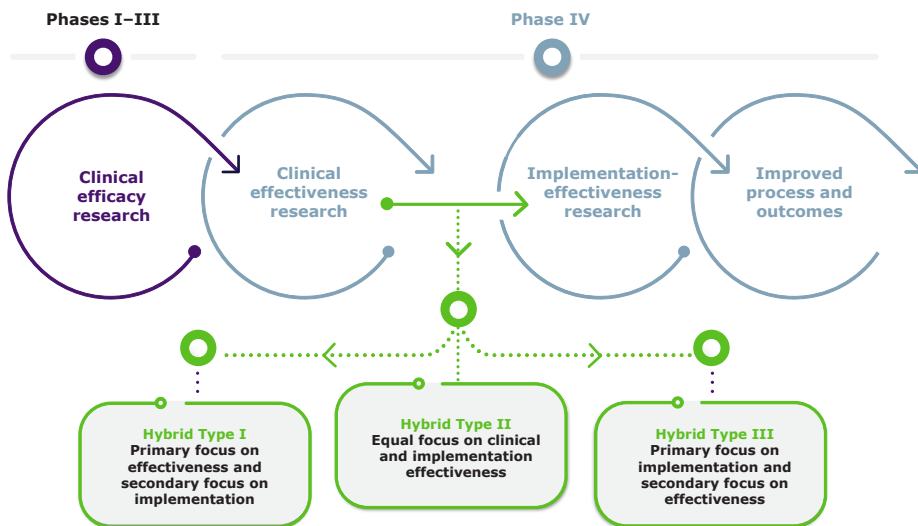 Phases I–III
Phase IV
Clinical
efficacy
research
Clinical
effectiveness
research
Implementation-
effectiveness
research
Improved
process and
outcomes
Hybrid Type I
Primary focus on
effectiveness and
secondary focus on
implementation
Hybrid Type II
Equal focus on clinical
and implementation
effectiveness
Hybrid Type III
Primary focus on
implementation and
secondary focus on
effectiveness